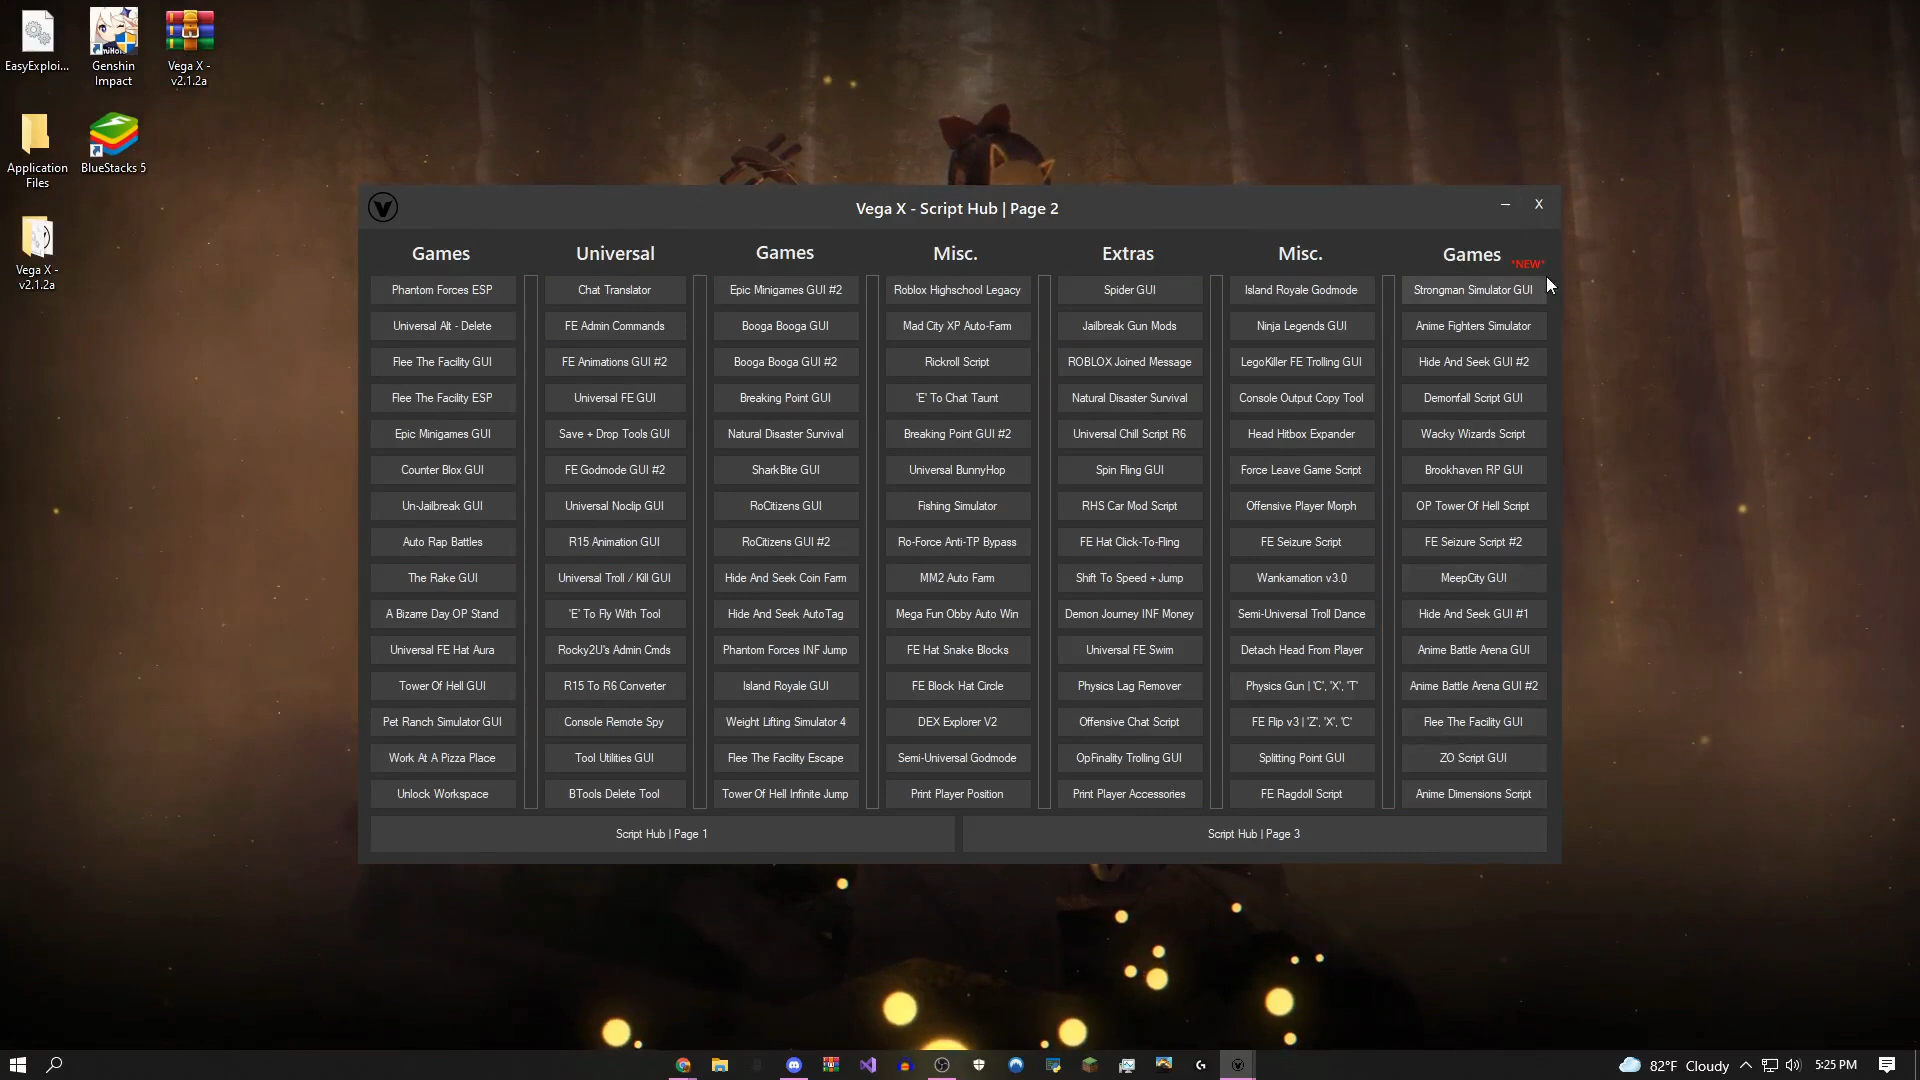 EasyExploi...
Genshin
Impact
Vega X -
v2.1.2a
Application
Files
BlueStacks 5
Vega X -
v2.1.2a
Vega X - Script Hub | Page 2
– X
Games
Phantom Forces ESP
Universal Alt - Delete
Flee The Facility GUI
Flee The Facility ESP
Epic Minigames GUI
Counter Blox GUI
Un-Jailbreak GUI
Auto Rap Battles
The Rake GUI
A Bizarre Day OP Stand
Universal FE Hat Aura
Tower Of Hell GUI
Pet Ranch Simulator GUI
Work At A Pizza Place
Unlock Workspace
Universal
Chat Translator
FE Admin Commands
FE Animations GUI #2
Universal FE GUI
Save + Drop Tools GUI
FE Godmode GUI #2
Universal Noclip GUI
R15 Animation GUI
Universal Troll / Kill GUI
'E' To Fly With Tool
Rocky2U's Admin Cmds
R15 To R6 Converter
Console Remote Spy
Tool Utilities GUI
BTools Delete Tool
Games
Epic Minigames GUI #2
Booga Booga GUI
Booga Booga GUI #2
Breaking Point GUI
Natural Disaster Survival
SharkBite GUI
RoCitizens GUI
RoCitizens GUI #2
Hide And Seek Coin Farm
Hide And Seek AutoTag
Phantom Forces INF Jump
Island Royale GUI
Weight Lifting Simulator 4
Flee The Facility Escape
Tower Of Hell Infinite Jump
Misc.
Roblox Highschool Legacy
Mad City XP Auto-Farm
Rickroll Script
'E' To Chat Taunt
Breaking Point GUI #2
Universal BunnyHop
Fishing Simulator
Ro-Force Anti-TP Bypass
MM2 Auto Farm
Mega Fun Obby Auto Win
FE Hat Snake Blocks
FE Block Hat Circle
DEX Explorer V2
Semi-Universal Godmode
Print Player Position
Extras
Spider GUI
Jailbreak Gun Mods
ROBLOX Joined Message
Natural Disaster Survival
Universal Chill Script R6
Spin Fling GUI
RHS Car Mod Script
FE Hat Click-To-Fling
Shift To Speed + Jump
Demon Journey INF Money
Universal FE Swim
Physics Lag Remover
Offensive Chat Script
OpFinality Trolling GUI
Print Player Accessories
Misc.
Island Royale Godmode
Ninja Legends GUI
LegoKiller FE Trolling GUI
Console Output Copy Tool
Head Hitbox Expander
Force Leave Game Script
Offensive Player Morph
FE Seizure Script
Wankamation v3.0
Semi-Universal Troll Dance
Detach Head From Player
Physics Gun | 'C', 'X', 'T'
FE Flip v3 | 'Z', 'X', 'C'
Splitting Point GUI
FE Ragdoll Script
Games *NEW*
Strongman Simulator GUI
Anime Fighters Simulator
Hide And Seek GUI #2
Demonfall Script GUI
Wacky Wizards Script
Brookhaven RP GUI
OP Tower Of Hell Script
FE Seizure Script #2
MeepCity GUI
Hide And Seek GUI #1
Anime Battle Arena GUI
Anime Battle Arena GUI #2
Flee The Facility GUI
ZO Script GUI
Anime Dimensions Script
Script Hub | Page 1
Script Hub | Page 3
82°F Cloudy
5:25 PM